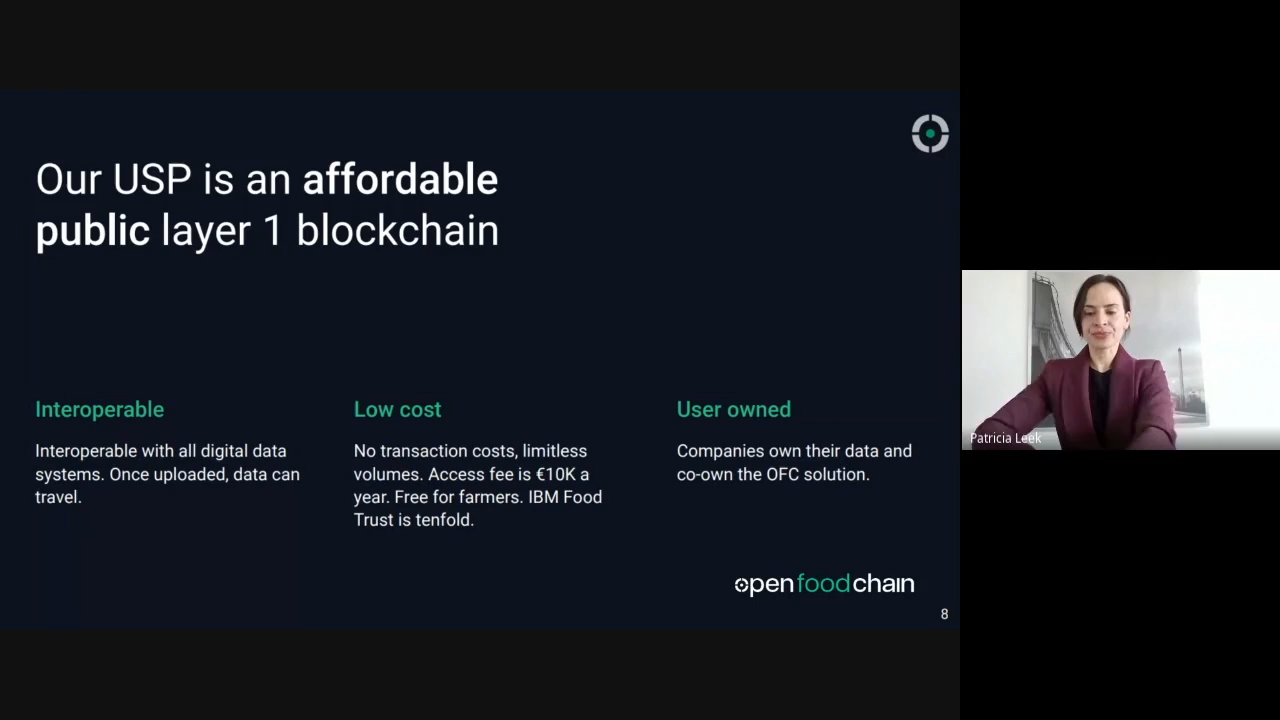 Our USP is an affordable
public layer 1 blockchain
Interoperable
Interoperable with all digital data
systems. Once uploaded, data can
travel.
Low cost
No transaction costs, limitless
volumes. Access fee is €10K a
year. Free for farmers. IBM Food
Trust is tenfold.
User owned
Companies own their data and
co-own the OFC solution.
openfoodchain
8
Patricia Leek